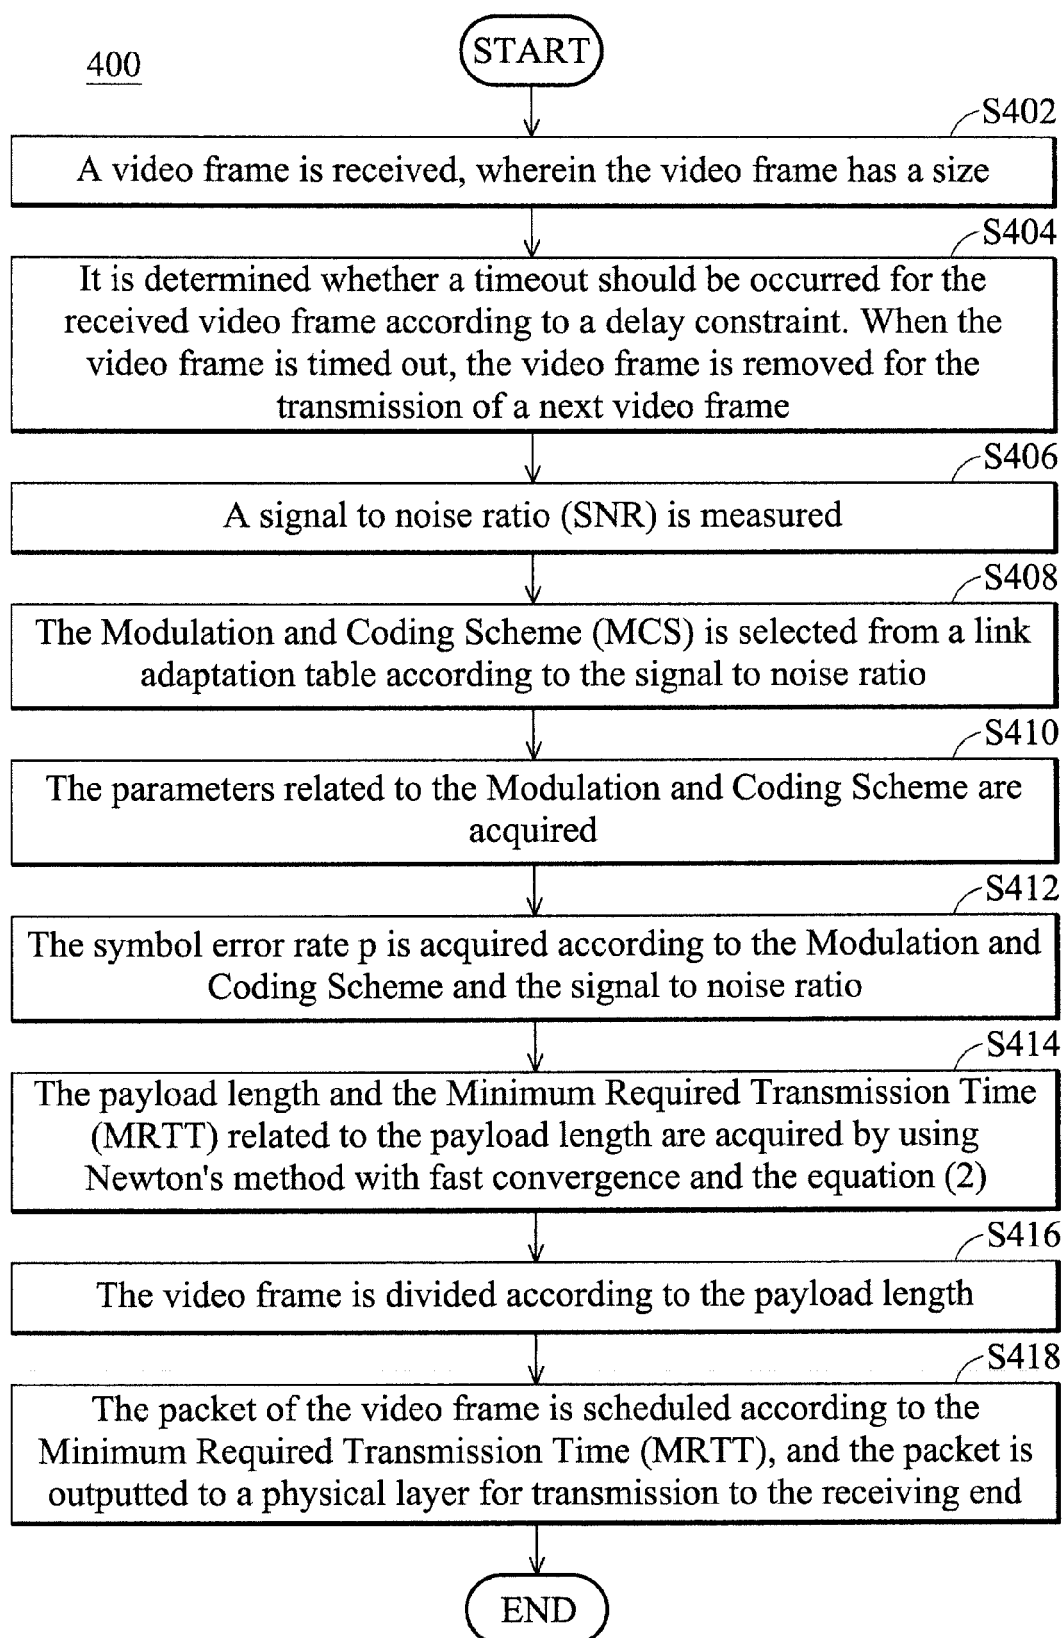 400
START
S402
A video frame is received, wherein the video frame has a size
S404
It is determined whether a timeout should be occurred for the
received video frame according to a delay constraint. When the
video frame is timed out, the video frame is removed for the
transmission of a next video frame
S406
A signal to noise ratio (SNR) is measured
S408
The Modulation and Coding Scheme (MCS) is selected from a link
adaptation table according to the signal to noise ratio
S410
The parameters related to the Modulation and Coding Scheme are
acquired
S412
The symbol error rate p is acquired according to the Modulation and
Coding Scheme and the signal to noise ratio
S414
The payload length and the Minimum Required Transmission Time
(MRTT) related to the payload length are acquired by using
Newton's method with fast convergence and the equation (2)
S416
The video frame is divided according to the payload length
S418
The packet of the video frame is scheduled according to the
Minimum Required Transmission Time (MRTT), and the packet is
outputted to a physical layer for transmission to the receiving end
END